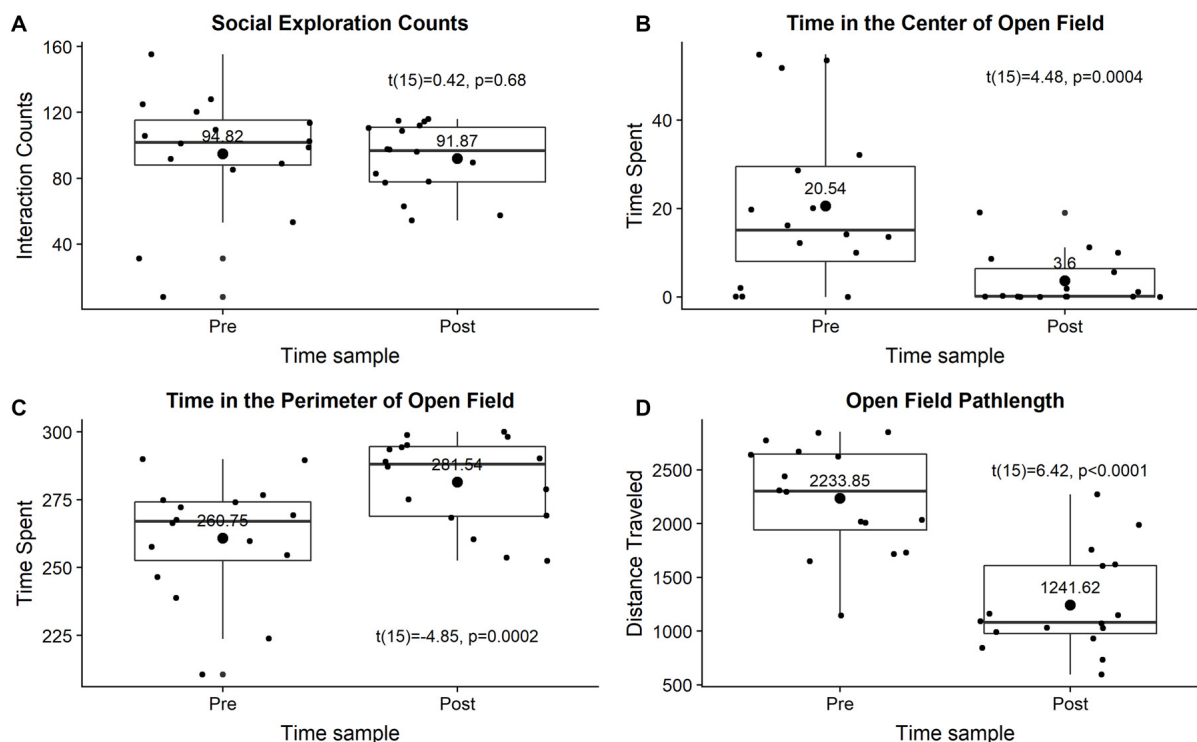 A
Social Exploration Counts
160
120
80
40
Interaction Counts
94.82
91.87
t(15)=0.42, p=0.68
Pre
Post
Time sample
B
Time in the Center of Open Field
40
20
0
Time Spent
20.54
3.6
t(15)=4.48, p=0.0004
Pre
Post
Time sample
C
Time in the Perimeter of Open Field
300
275
250
225
Time Spent
260.75
281.54
t(15)=-4.85, p=0.0002
Pre
Post
Time sample
D
Open Field Pathlength
2500
2000
1500
1000
500
Distance Traveled
2233.85
1241.62
t(15)=6.42, p<0.0001
Pre
Post
Time sample